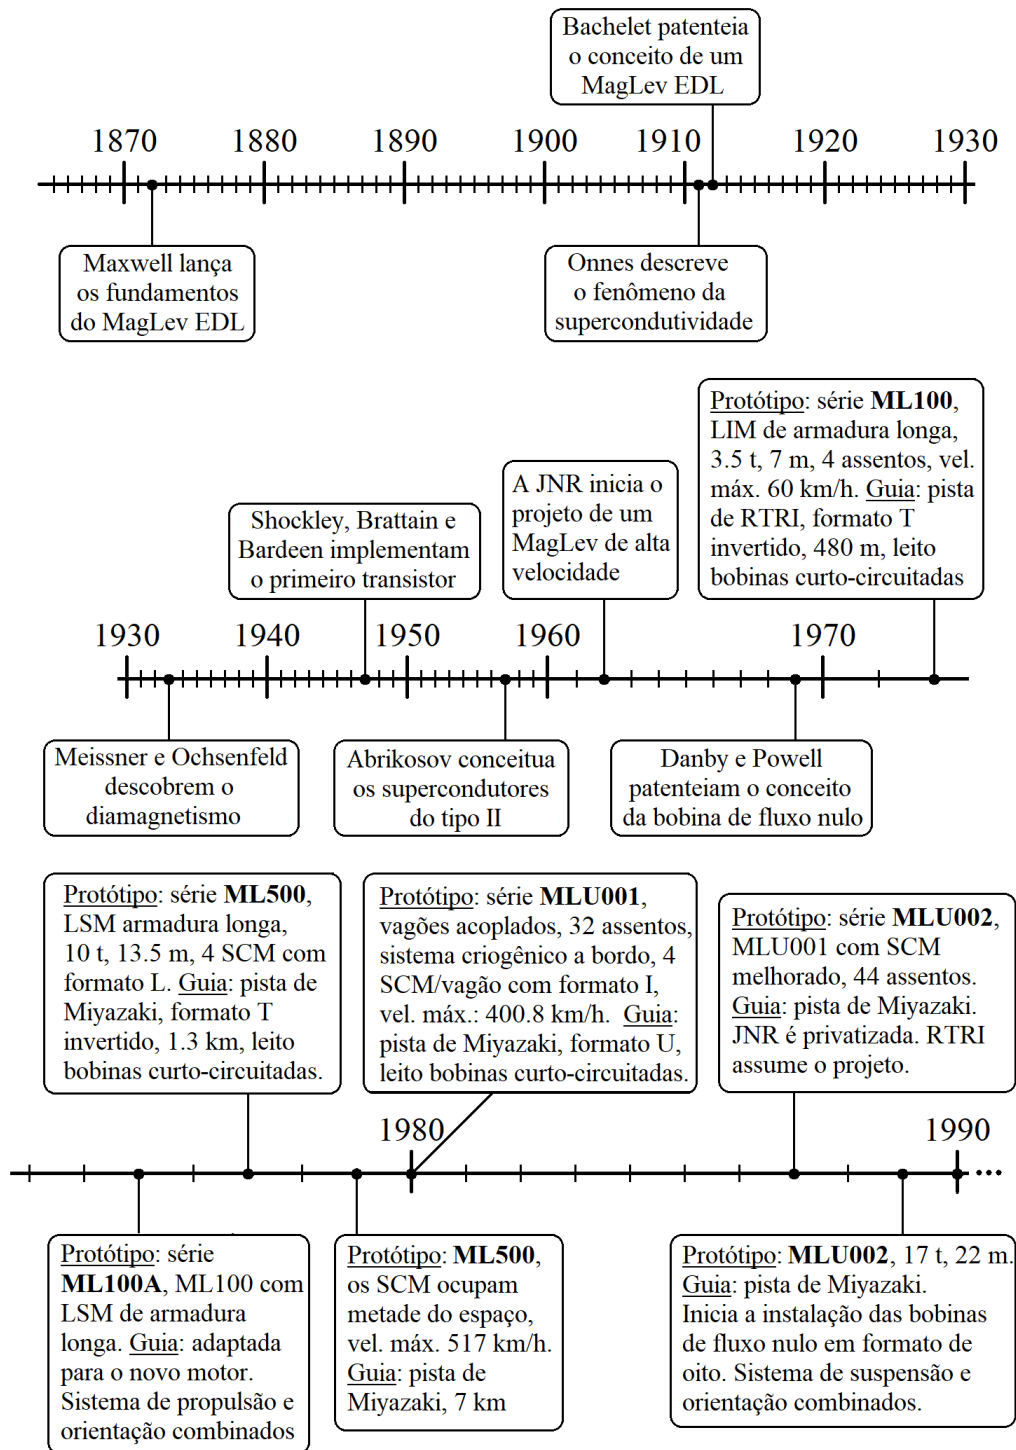 Bachelet patenteia
o conceito de um
MagLev EDL
1870 1880 1890 1900 1910 1920 1930
Maxwell lança
os fundamentos
do MagLev EDL
Onnes descreve
o fenômeno da
supercondutividade
Protótipo: série ML100,
LIM de armadura longa,
3.5 t, 7 m, 4 assentos, vel.
máx. 60 km/h. Guia: pista
de RTRI, formato T
invertido, 480 m, leito
bobinas curto-circuitadas
A JNR inicia o
projeto de um
MagLev de alta
velocidade
Shockley, Brattain e
Bardeen implementam
o primeiro transistor
1930 1940 1950 1960 1970
Meissner e Ochsenfeld
descobrem o
diamagnetismo
Abrikosov conceitua
os supercondutores
do tipo II
Danby e Powell
patenteiam o conceito
da bobina de fluxo nulo
Protótipo: série ML500,
LSM armadura longa,
10 t, 13.5 m, 4 SCM com
formato L. Guia: pista de
Miyazaki, formato T
invertido, 1.3 km, leito
bobinas curto-circuitadas.
Protótipo: série MLU001,
vagões acoplados, 32 assentos,
sistema criogênico a bordo, 4
SCM/vagão com formato I,
vel. máx.: 400.8 km/h. Guia:
pista de Miyazaki, formato U,
leito bobinas curto-circuitadas.
Protótipo: série MLU002,
MLU001 com SCM
melhorado, 44 assentos.
Guia: pista de Miyazaki.
JNR é privatizada. RTRI
assume o projeto.
1980 1990
Protótipo: série
ML100A, ML100 com
LSM de armadura
longa. Guia: adaptada
para o novo motor.
Sistema de propulsão e
orientação combinados
Protótipo: ML500,
os SCM ocupam
metade do espaço,
vel. máx. 517 km/h.
Guia: pista de
Miyazaki, 7 km
Protótipo: MLU002, 17 t, 22 m.
Guia: pista de Miyazaki.
Inicia a instalação das bobinas
de fluxo nulo em formato de
oito. Sistema de suspensão e
orientação combinados.